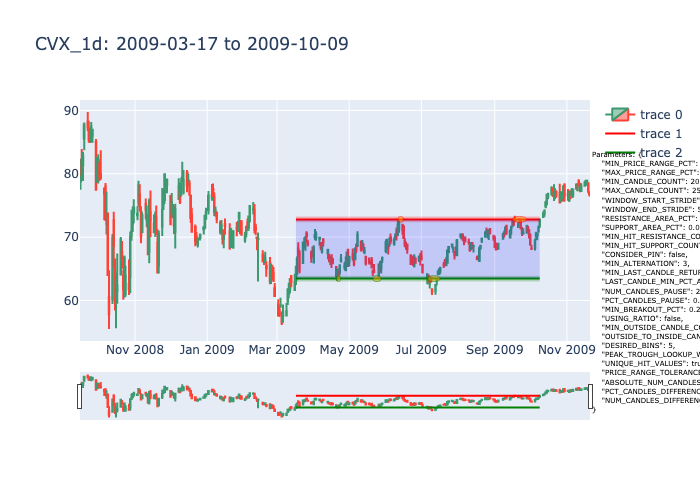 CVX_1d: 2009-03-17 to 2009-10-09
90
80
70
60
Nov 2008
Jan 2009
Mar 2009
May 2009
Jul 2009
Sep 2009
Nov 2009
trace 0
trace 1
trace 2
Parameters: {
"MIN_PRICE_RANGE_PCT":
"MAX_PRICE_RANGE_PCT":
"MIN_CANDLE_COUNT": 20
"MAX_CANDLE_COUNT": 25
"WINDOW_START_STRIDE"
"WINDOW_END_STRIDE": 5
"RESISTANCE_AREA_PCT":
"SUPPORT_AREA_PCT": 0.0
"MIN_HIT_RESISTANCE_CO
"MIN_HIT_SUPPORT_COUN
"CONSIDER_PIN": false,
"MIN_ALTERNATION": 3,
"MIN_LAST_CANDLE_RETUR
"LAST_CANDLE_MIN_PCT_A
"NUM_CANDLES_PAUSE": 2
"PCT_CANDLES_PAUSE": 0.
"MIN_BREAKOUT_PCT": 0.2
"USING_RATIO": false,
"MIN_OUTSIDE_CANDLE_CO
"OUTSIDE_TO_INSIDE_CAN
"DESIRED_BINS": 5,
"PEAK_TROUGH_LOOKUP_W
"UNIQUE_HIT_VALUES": tru
"PRICE_RANGE_TOLERANC
"ABSOLUTE_NUM_CANDLES
"PCT_CANDLES_DIFFERENC
"NUM_CANDLES_DIFFEREN
}